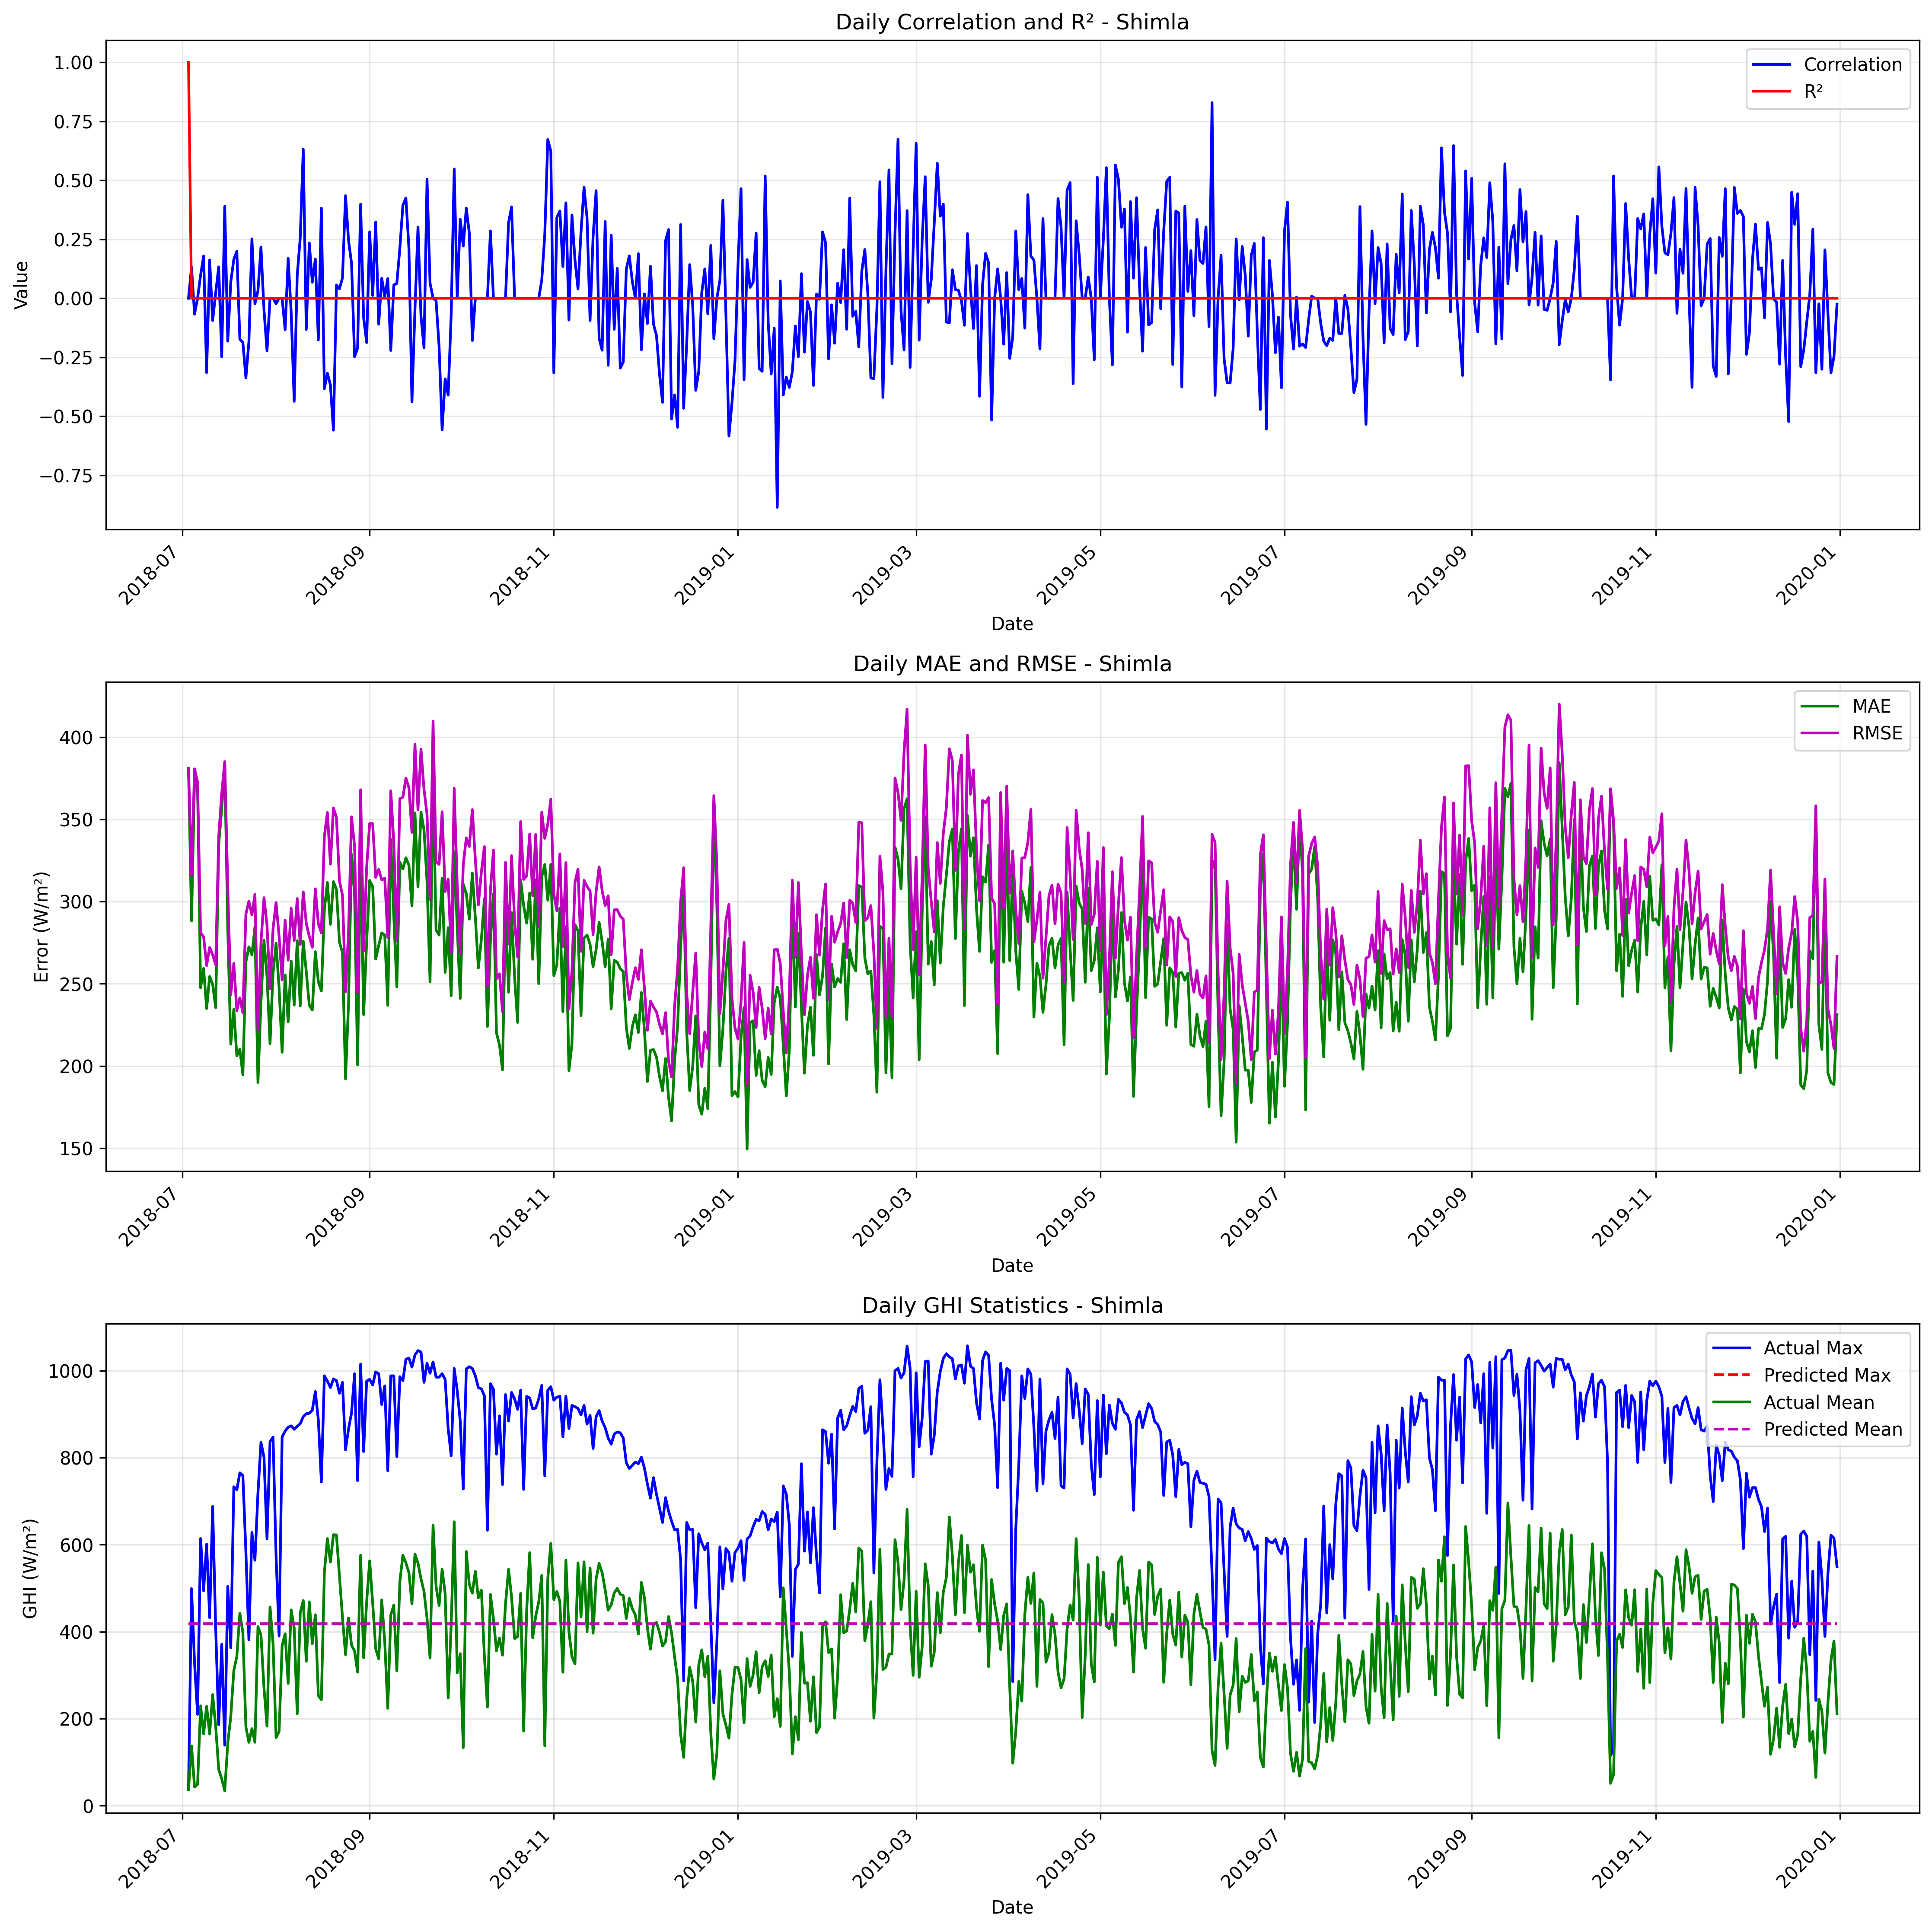 Daily Correlation and R² - Shimla
1.00
0.75
0.50
0.25
0.00
−0.25
−0.50
−0.75
Value
Correlation
R²
2018-07
2018-09
2018-11
2019-01
2019-03
2019-05
2019-07
2019-09
2019-11
2020-01
Date
Daily MAE and RMSE - Shimla
400
350
300
250
200
150
Error (W/m²)
MAE
RMSE
2018-07
2018-09
2018-11
2019-01
2019-03
2019-05
2019-07
2019-09
2019-11
2020-01
Date
Daily GHI Statistics - Shimla
1000
800
600
400
200
0
GHI (W/m²)
Actual Max
Predicted Max
Actual Mean
Predicted Mean
2018-07
2018-09
2018-11
2019-01
2019-03
2019-05
2019-07
2019-09
2019-11
2020-01
Date